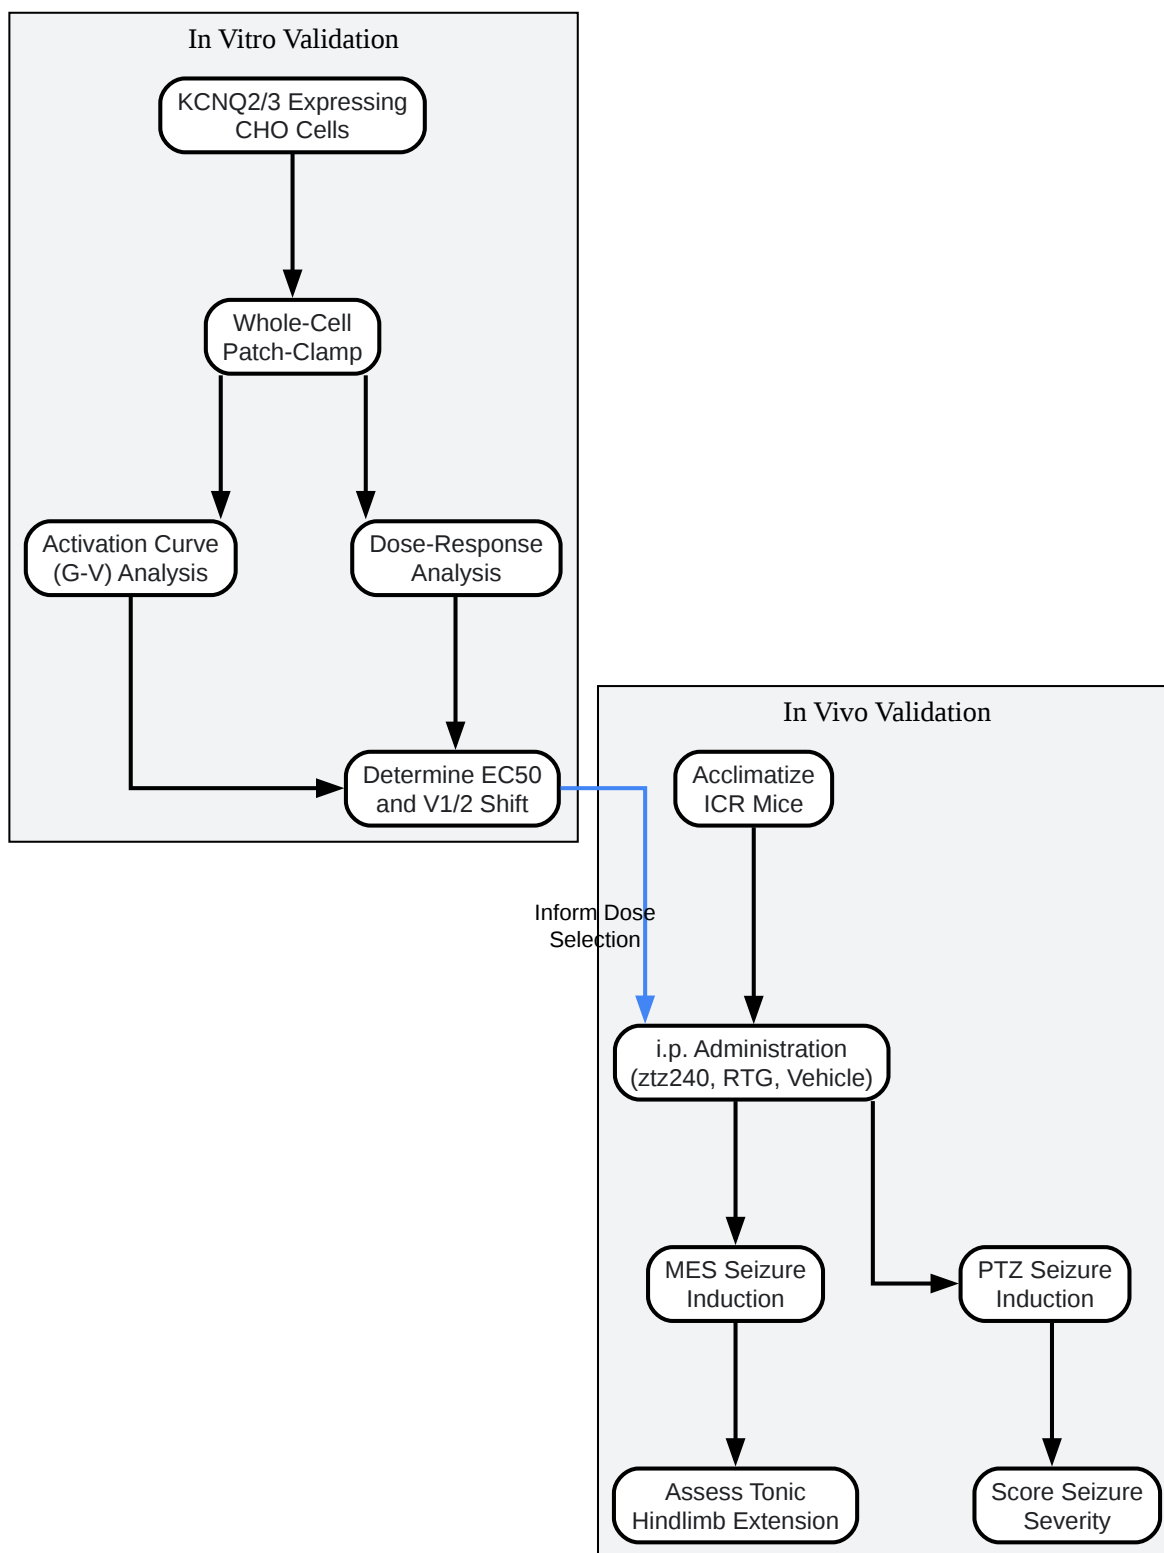 In Vitro Validation
KCNQ2/3 Expressing
CHO Cells
Whole-Cell
Patch-Clamp
Activation Curve
(G-V) Analysis
Dose-Response
Analysis
Determine EC50
and V1/2 Shift
In Vivo Validation
Acclimatize
ICR Mice
Inform Dose
Selection
i.p. Administration
(ztz240, RTG, Vehicle)
MES Seizure
Induction
PTZ Seizure
Induction
Assess Tonic
Hindlimb Extension
Score Seizure
Severity